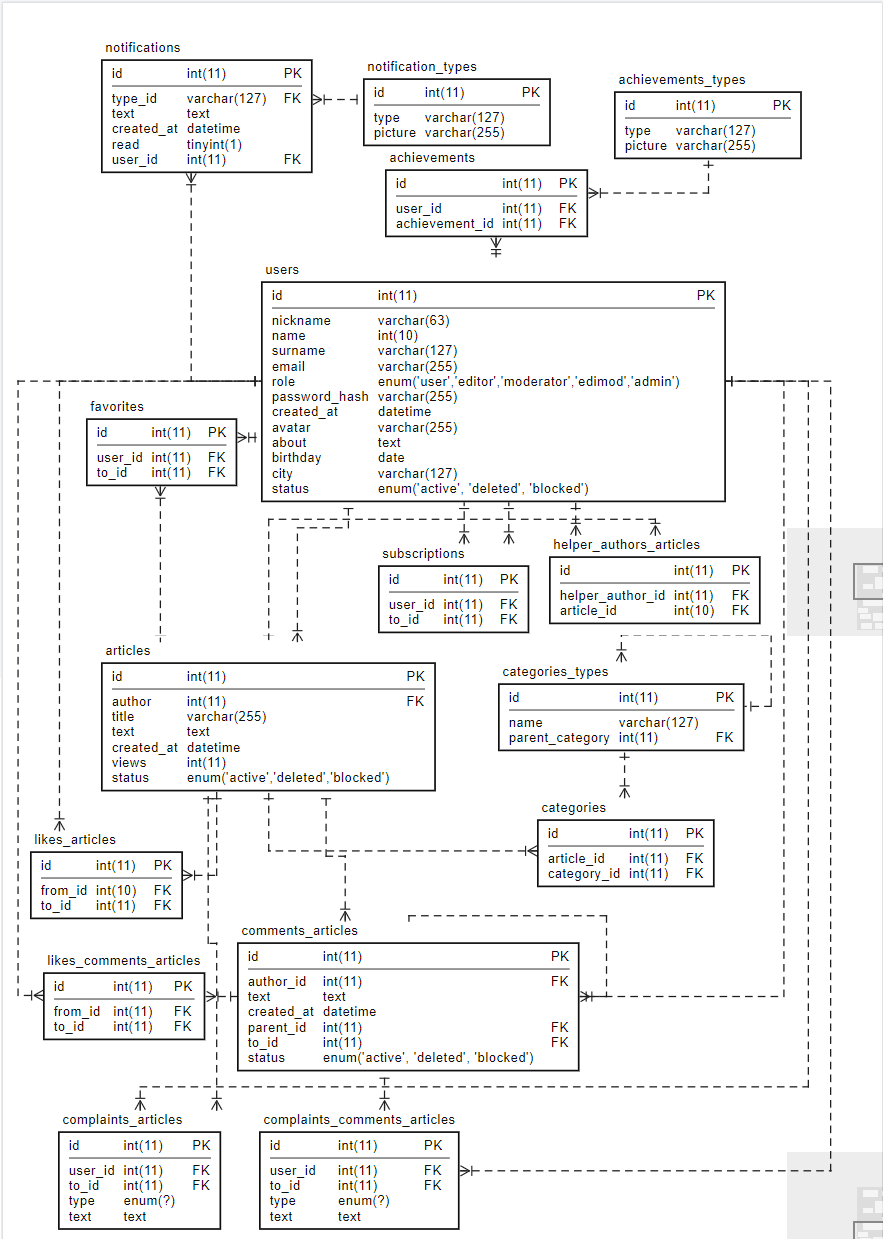 notifications
id int(11) PK
type_id varchar(127) FK
text text
created_at datetime
read tinyint(1)
user_id int(11) FK
notification_types
id int(11) PK
type varchar(127)
picture varchar(255)
achievements_types
id int(11) PK
type varchar(127)
picture varchar(255)
achievements
id int(11) PK
user_id int(11) FK
achievement_id int(11) FK
users
id int(11) PK
nickname varchar(63)
name int(10)
surname varchar(127)
email varchar(255)
role enum('user','editor','moderator','edimod','admin')
password_hash varchar(255)
created_at datetime
avatar varchar(255)
about text
birthday date
city varchar(127)
status enum('active', 'deleted', 'blocked')
favorites
id int(11) PK
user_id int(11) FK
to_id int(11) FK
subscriptions
id int(11) PK
user_id int(11) FK
to_id int(11) FK
helper_authors_articles
id int(11) PK
helper_author_id int(11) FK
article_id int(10) FK
articles
id int(11) PK
author int(11) FK
title varchar(255)
text text
created_at datetime
views int(11)
status enum('active','deleted','blocked')
categories_types
id int(11) PK
name varchar(127)
parent_category int(11) FK
categories
id int(11) PK
article_id int(11) FK
category_id int(11) FK
likes_articles
id int(11) PK
from_id int(10) FK
to_id int(11) FK
comments_articles
id int(11) PK
author_id int(11) FK
text text
created_at datetime
parent_id int(11) FK
to_id int(11) FK
status enum('active', 'deleted', 'blocked')
likes_comments_articles
id int(11) PK
from_id int(11) FK
to_id int(11) FK
complaints_articles
id int(11) PK
user_id int(11) FK
to_id int(11) FK
type enum(?)
text text
complaints_comments_articles
id int(11) PK
user_id int(11) FK
to_id int(11) FK
type enum(?)
text text